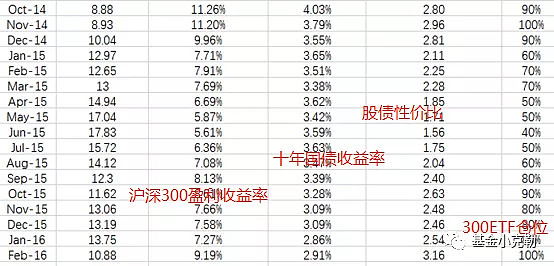 Oct-14 8.88 11.26% 4.03% 2.80 90%
Nov-14 8.93 11.20% 3.79% 2.96 100%
Dec-14 10.04 9.96% 3.55% 2.81 90%
Jan-15 12.97 7.71% 3.65% 2.11 60%
Feb-15 12.65 7.91% 3.51% 2.25 70%
Mar-15 13 7.69% 3.38% 2.28 70%
Apr-15 14.94 6.69% 3.62% 1.85 50%
股债性价比
May-15 17.04 5.87% 3.42% 1.71 50%
Jun-15 17.83 5.61% 3.59% 1.56 40%
Jul-15 15.72 6.36% 3.63% 1.75 50%
十年国债收益率
Aug-15 14.12 7.08% 3.47% 2.04 60%
Sep-15 12.3 8.13% 3.39% 2.40 80%
沪深300盈利收益率
Oct-15 11.62 8.61% 3.28% 2.63 90%
Nov-15 13.06 7.66% 3.09% 2.48 80%
300ETF仓位
Dec-15 13.19 7.58% 3.09% 2.46 80%
Jan-16 13.75 7.27% 2.86% 2.54
基金小克勒
Feb-16 10.88 9.19% 2.91% 3.16 100%